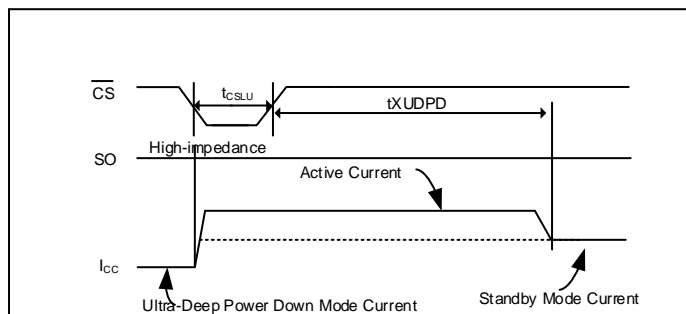 CS
tCSLU
tXUDPD
High-impedance
SO
Active Current
ICC
Ultra-Deep Power Down Mode Current
Standby Mode Current